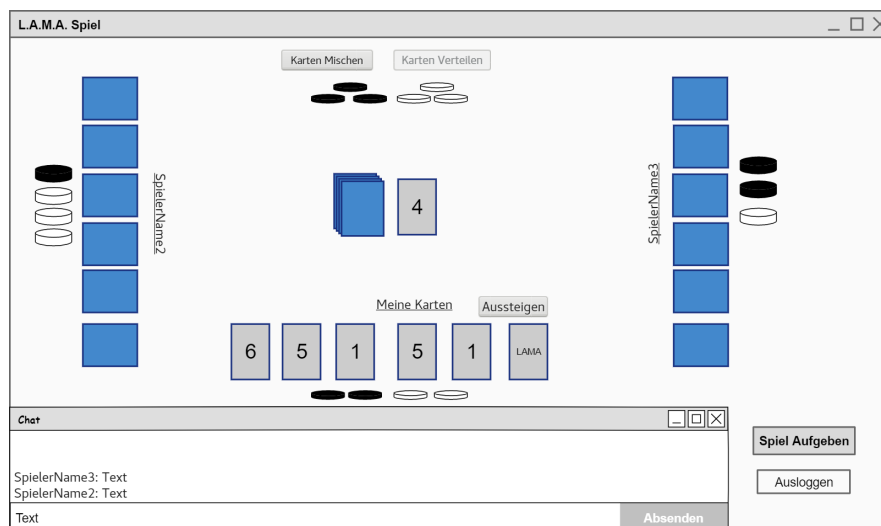 L.A.M.A. Spiel
Karten Mischen
Karten Verteilen
SpielerName2
SpielerName3
4
Meine Karten
Aussteigen
6 5 1 5 1 LAMA
Chat
SpielerName3: Text
SpielerName2: Text
Text
Absenden
Spiel Aufgeben
Ausloggen